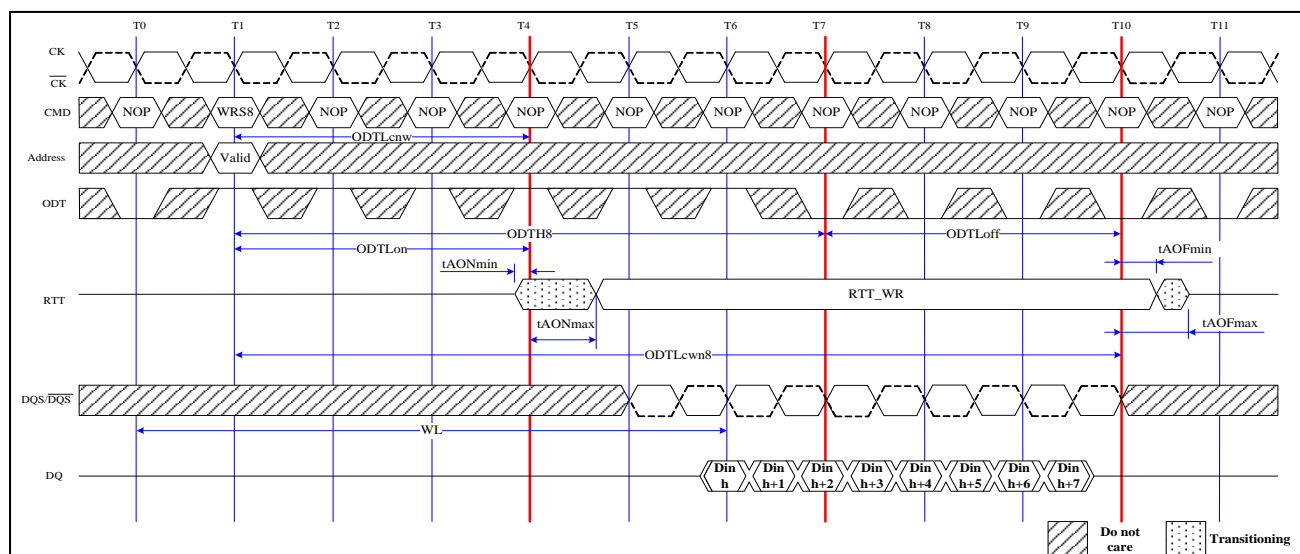 T0 T1 T2 T3 T4 T5 T6 T7 T8 T9 T10 T11
CK
CK
CMD NOP WRS8 NOP NOP NOP NOP NOP NOP NOP NOP NOP NOP
ODTLcnw
Address Valid
ODT
ODTH8 ODTLoff
ODTLon
tAONmin tAOFmin
RTT RTT_WR
tAONmax tAOFmax
ODTLcwn8
DQS/DQS
WL
DQ Din Din Din Din Din Din Din Din
h h+1 h+2 h+3 h+4 h+5 h+6 h+7
Do not Transitioning
care